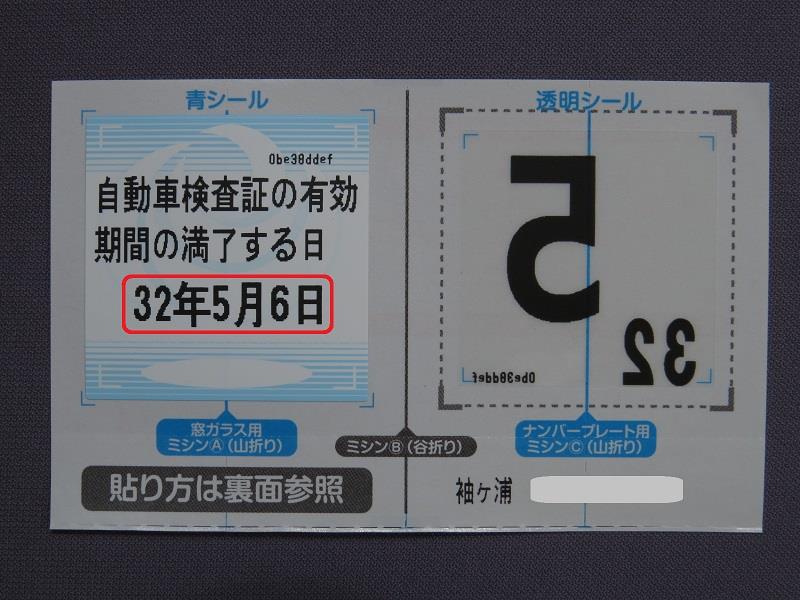 青シール
0be38ddef
自動車検査証の有効
期間の満了する日
32年5月6日
窓ガラス用
ミシンⒶ(山折り)
ミシンⒷ(谷折り)
貼り方は裏面参照
透明シール
5
32
0be38ddef
ナンバープレート用
ミシンⒸ(山折り)
袖ヶ浦